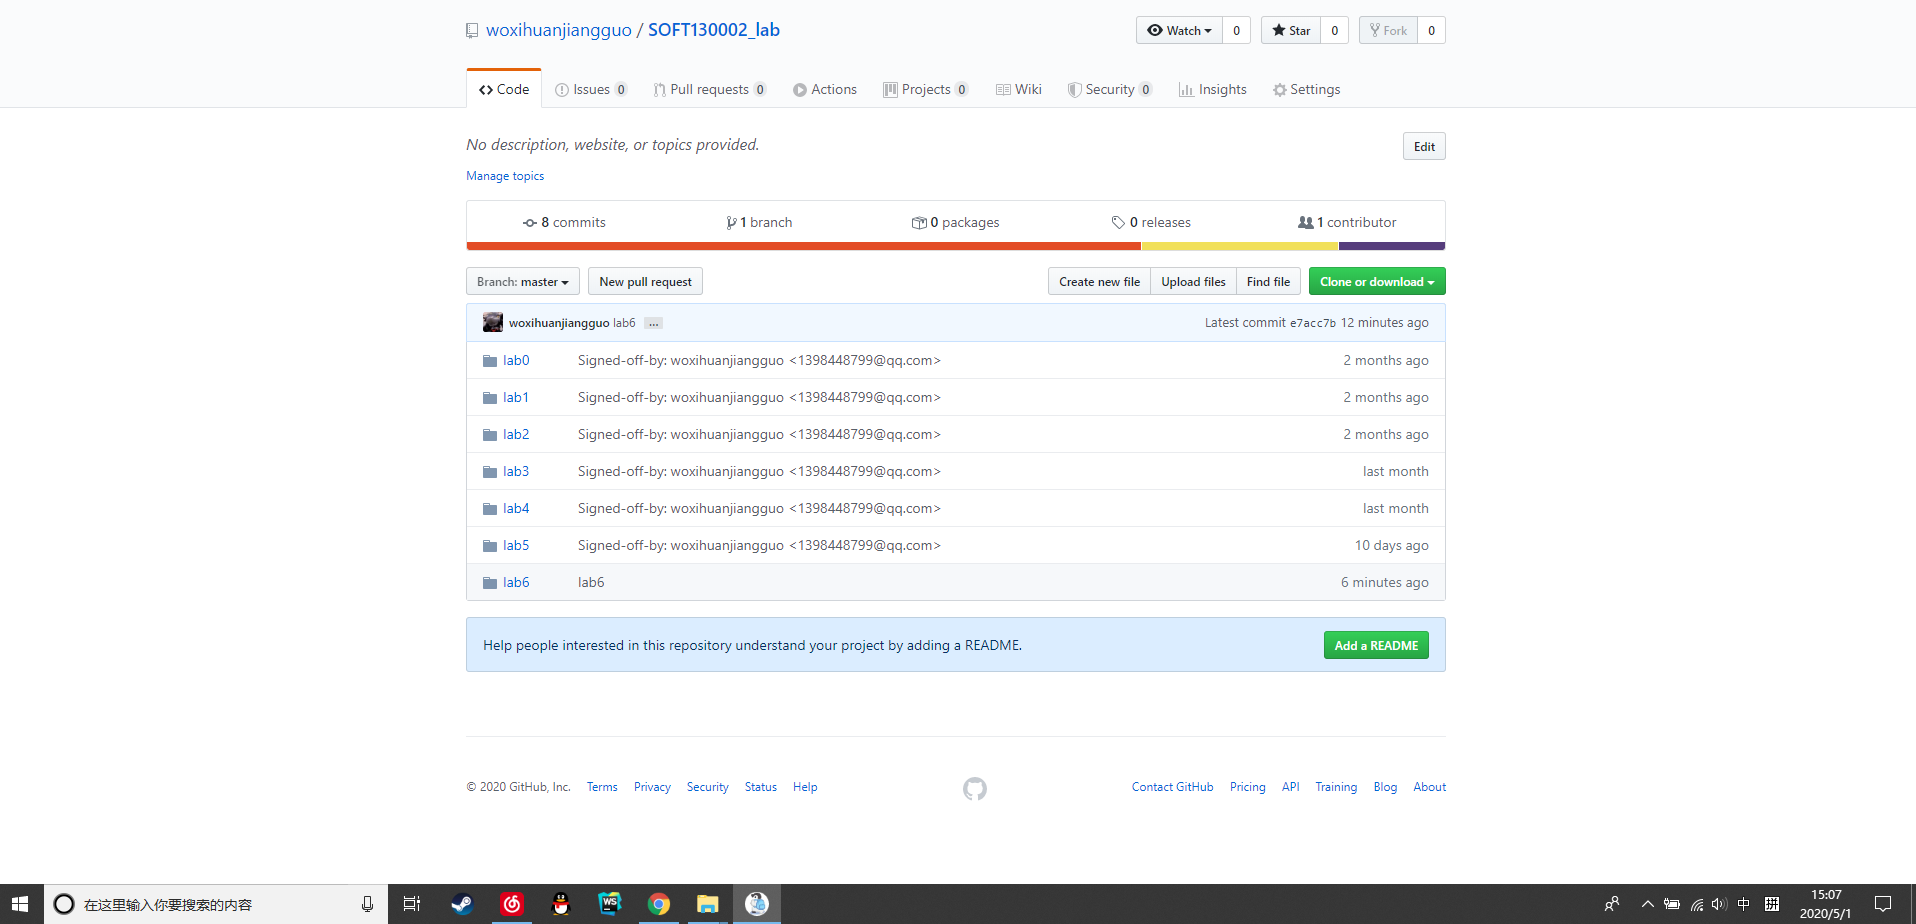 woxihuanjiangguo / SOFT130002_lab
Watch 0 Star 0 Fork 0
Code Issues 0 Pull requests 0 Actions Projects 0 Wiki Security 0 Insights Settings
No description, website, or topics provided. Edit
Manage topics
8 commits 1 branch 0 packages 0 releases 1 contributor
Branch: master New pull request Create new file Upload files Find file Clone or download
woxihuanjiangguo lab6 ... Latest commit e7acc7b 12 minutes ago
lab0 Signed-off-by: woxihuanjiangguo <1398448799@qq.com> 2 months ago
lab1 Signed-off-by: woxihuanjiangguo <1398448799@qq.com> 2 months ago
lab2 Signed-off-by: woxihuanjiangguo <1398448799@qq.com> 2 months ago
lab3 Signed-off-by: woxihuanjiangguo <1398448799@qq.com> last month
lab4 Signed-off-by: woxihuanjiangguo <1398448799@qq.com> last month
lab5 Signed-off-by: woxihuanjiangguo <1398448799@qq.com> 10 days ago
lab6 lab6 6 minutes ago
Help people interested in this repository understand your project by adding a README. Add a README
© 2020 GitHub, Inc. Terms Privacy Security Status Help Contact GitHub Pricing API Training Blog About
在这里输入你要搜索的内容 WS 中 拼 15:07
2020/5/1